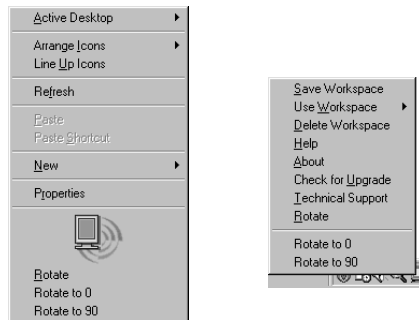 Active Desktop
Arrange Icons
Line Up Icons
Refresh
Paste
Paste Shortcut
New
Properties
Rotate
Rotate to 0
Rotate to 90
Save Workspace
Use Workspace
Delete Workspace
Help
About
Check for Upgrade
Technical Support
Rotate
Rotate to 0
Rotate to 90